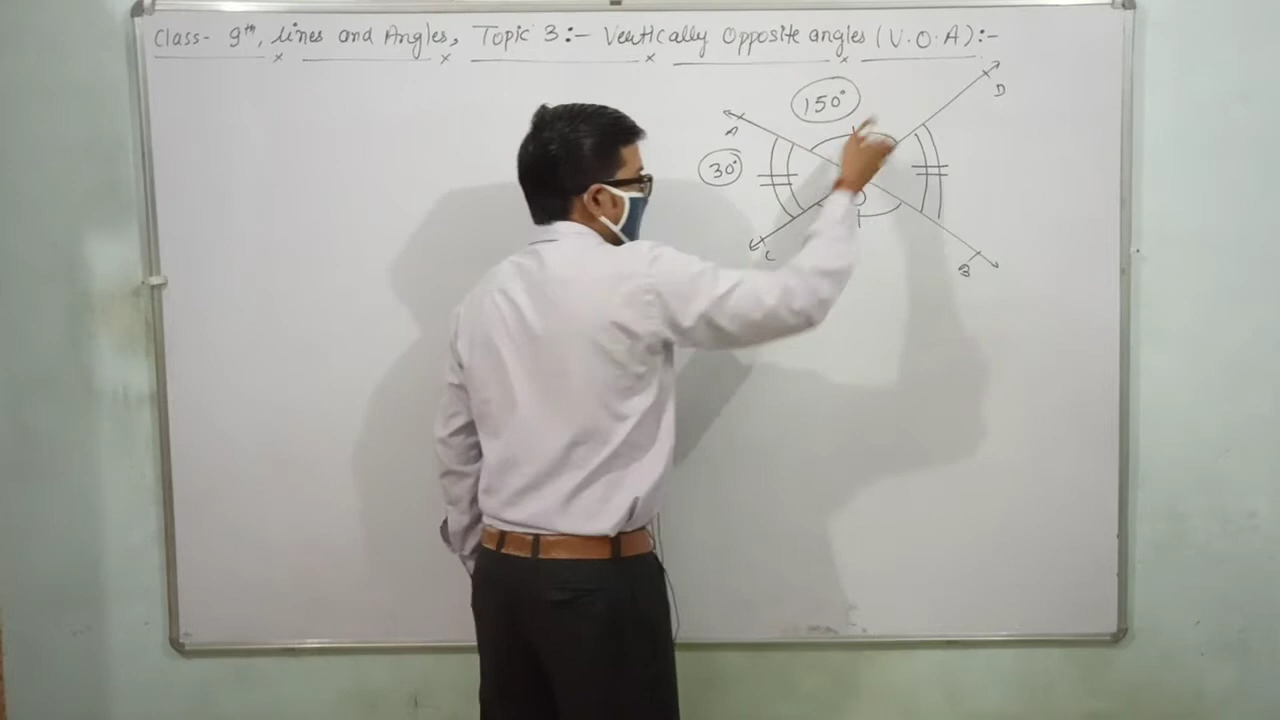 Class- 9th, lines and Angles, Topic 3:- Vertically Opposite angles (V.O.A):-
150°
D
A
30°
O
C
B